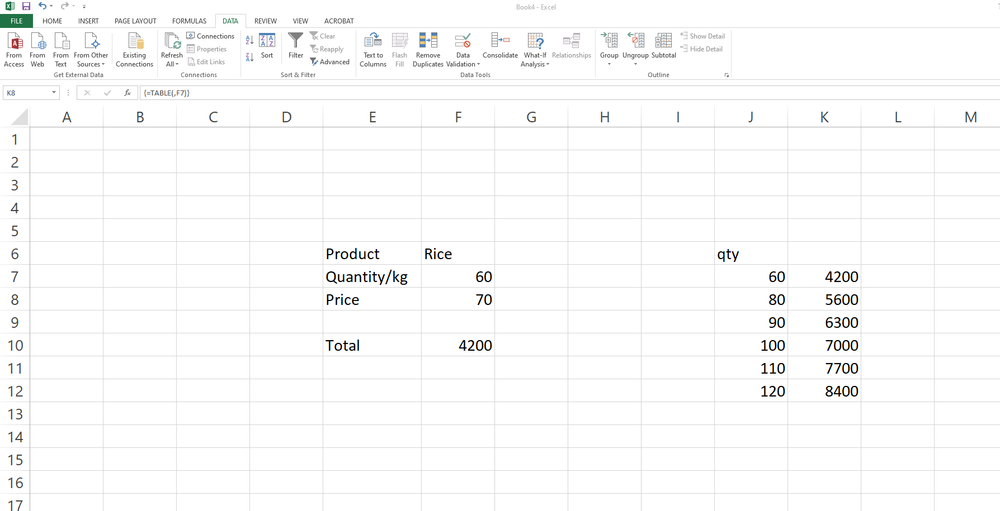 Book4 - Excel
FILE HOME INSERT PAGE LAYOUT FORMULAS DATA REVIEW VIEW ACROBAT
From Access
From Web
From Text
From Other Sources
Existing Connections
Get External Data
Refresh All
Connections
Properties
Edit Links
Connections
Sort
Filter
Clear
Reapply
Advanced
Sort & Filter
Text to Columns
Flash Fill
Remove Duplicates
Data Validation
Consolidate
What-If Analysis
Relationships
Data Tools
Group
Ungroup
Subtotal
Show Detail
Hide Detail
Outline
K8 fx {=TABLE(,F7)}
A B C D E F G H I J K L M
1
2
3
4
5
6 Product Rice qty
7 Quantity/kg 60 60 4200
8 Price 70 80 5600
9 90 6300
10 Total 4200 100 7000
11 110 7700
12 120 8400
13
14
15
16
17